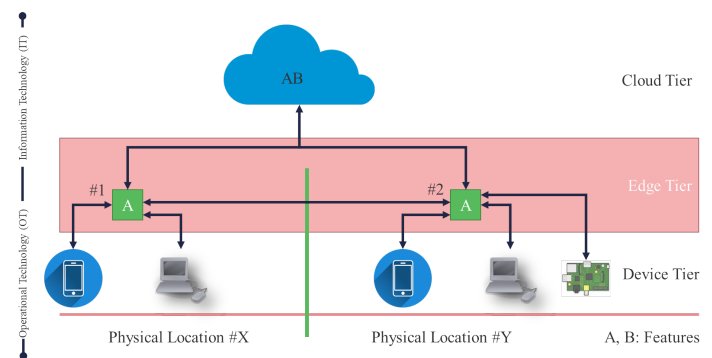 Information Technology (IT)
Operational Technology (OT)
AB
Cloud Tier
#1
A
#2
A
Edge Tier
Device Tier
Physical Location #X
Physical Location #Y
A, B: Features